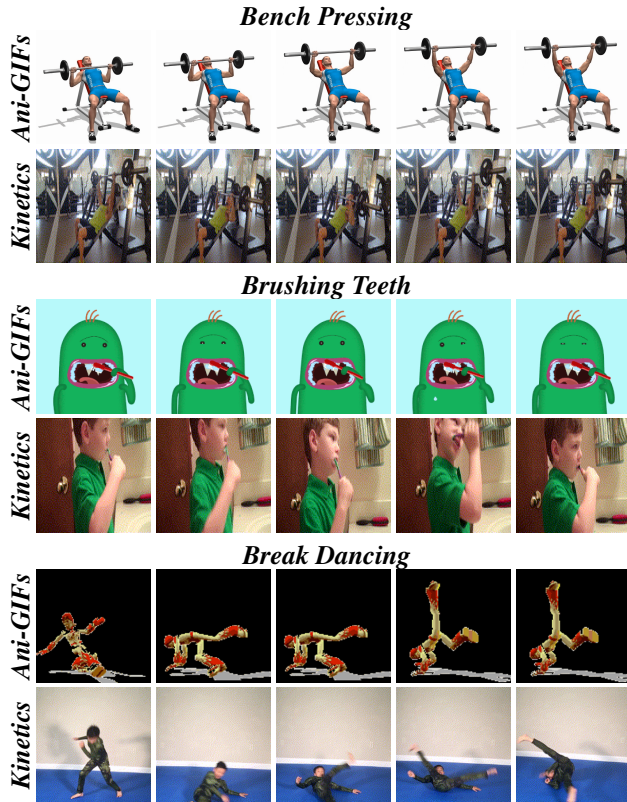 Bench Pressing
Ani-GIFs
Kinetics
Brushing Teeth
Ani-GIFs
Kinetics
Break Dancing
Ani-GIFs
Kinetics